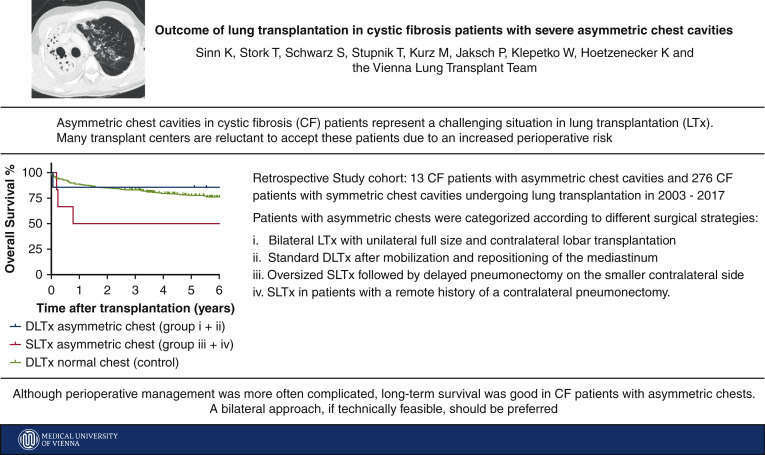 Outcome of lung transplantation in cystic fibrosis patients with severe asymmetric chest cavities
Sinn K, Stork T, Schwarz S, Stupnik T, Kurz M, Jaksch P, Klepetko W, Hoetzenecker K and
the Vienna Lung Transplant Team
Asymmetric chest cavities in cystic fibrosis (CF) patients represent a challenging situation in lung transplantation (LTx).
Many transplant centers are reluctant to accept these patients due to an increased perioperative risk
Overall Survival %
100
75
50
25
0
0 1 2 3 4 5 6
Time after transplantation (years)
DLTx asymmetric chest (group i + ii)
SLTx asymmetric chest (group iii + iv)
DLTx normal chest (control)
Retrospective Study cohort: 13 CF patients with asymmetric chest cavities and 276 CF
patients with symmetric chest cavities undergoing lung transplantation in 2003 - 2017
Patients with asymmetric chests were categorized according to different surgical strategies:
i. Bilateral LTx with unilateral full size and contralateral lobar transplantation
ii. Standard DLTx after mobilization and repositioning of the mediastinum
iii. Oversized SLTx followed by delayed pneumonectomy on the smaller contralateral side
iv. SLTx in patients with a remote history of a contralateral pneumonectomy.
Although perioperative management was more often complicated, long-term survival was good in CF patients with asymmetric chests.
A bilateral approach, if technically feasible, should be preferred
MEDICAL UNIVERSITY
OF VIENNA